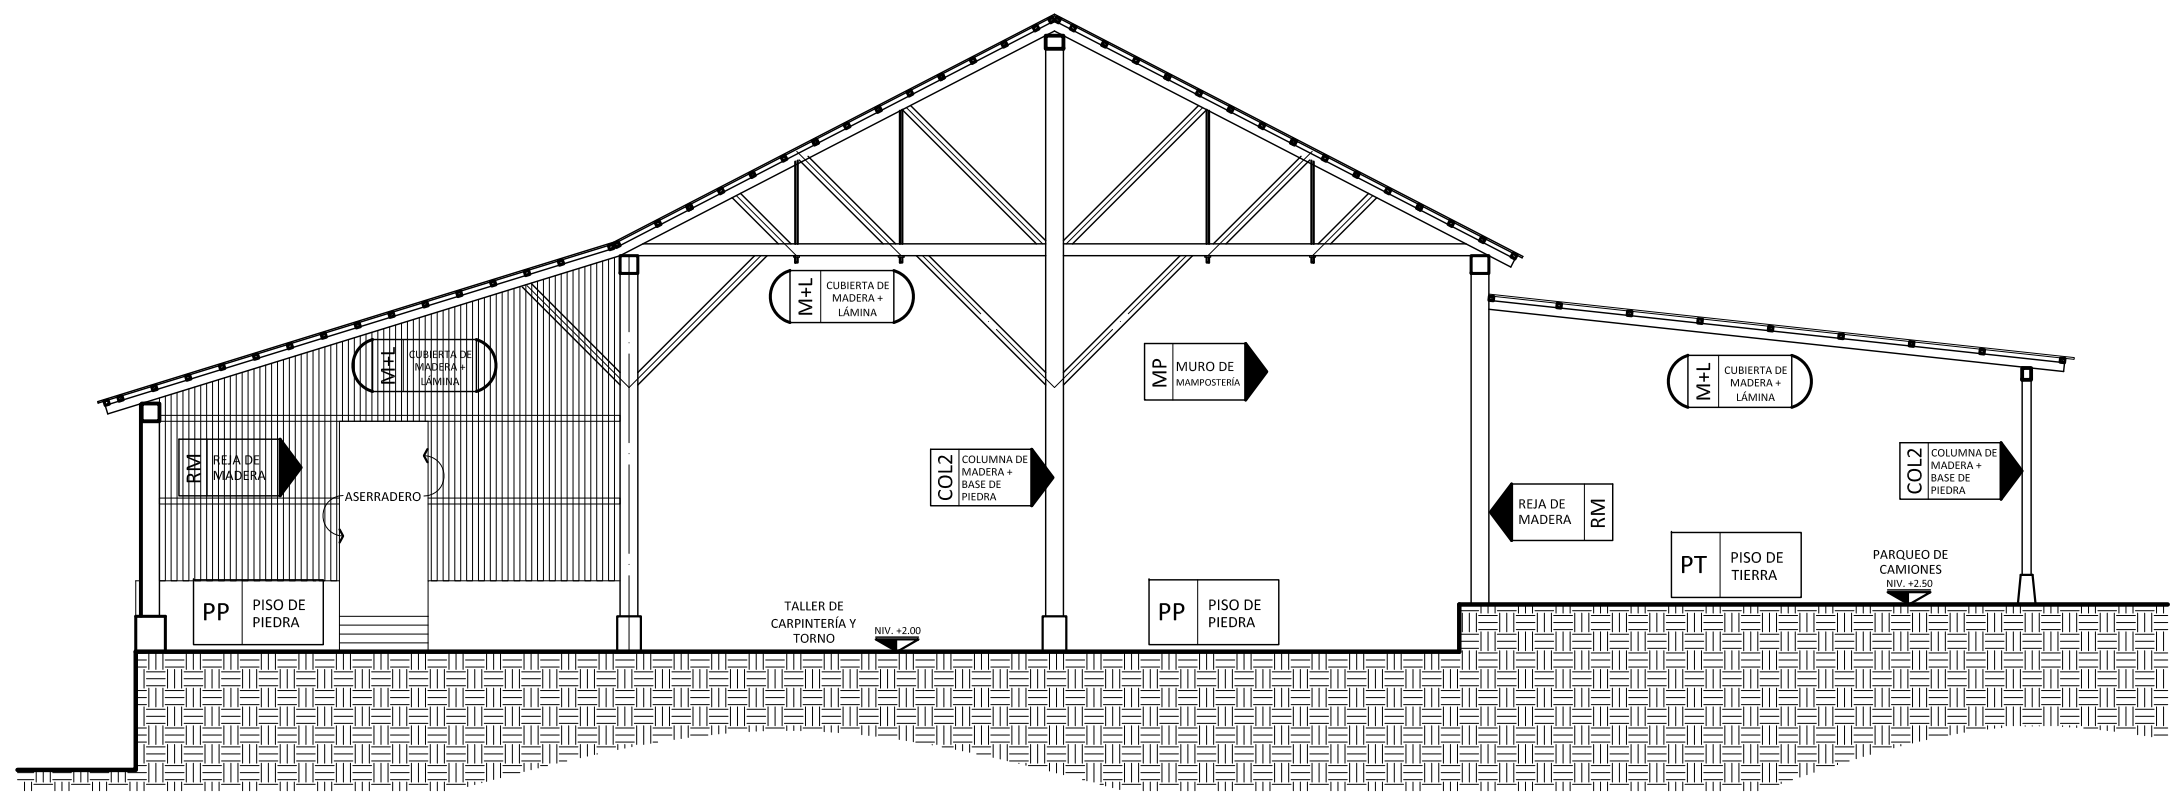 M+L
CUBIERTA DE
MADERA +
LÁMINA
M+L
CUBIERTA DE
MADERA +
LÁMINA
MP
MURO DE
MAMPOSTERÍA
M+L
CUBIERTA DE
MADERA +
LÁMINA
RM
REJA DE
MADERA
ASERRADERO
COL2
COLUMNA DE
MADERA +
BASE DE
PIEDRA
REJA DE
MADERA
RM
COL2
COLUMNA DE
MADERA +
BASE DE
PIEDRA
PT
PISO DE
TIERRA
PARQUEO DE
CAMIONES
NIV. +2.50
PP
PISO DE
PIEDRA
TALLER DE
CARPINTERÍA Y
TORNO
NIV. +2.00
PP
PISO DE
PIEDRA